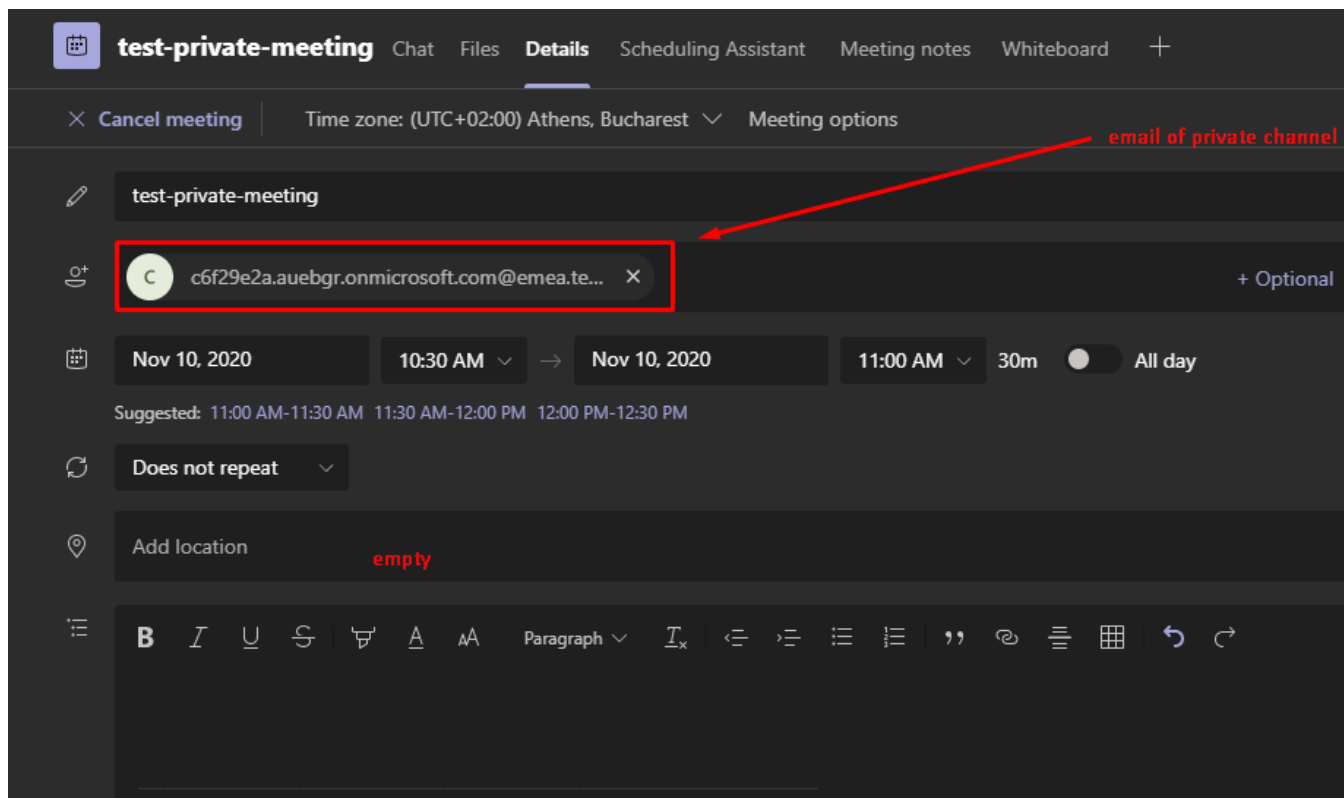 test-private-meeting Chat Files Details Scheduling Assistant Meeting notes Whiteboard
Cancel meeting Time zone: (UTC+02:00) Athens, Bucharest Meeting options
email of private channel
test-private-meeting
C c6f29e2a.auebgr.onmicrosoft.com@emea.te... + Optional
Nov 10, 2020 10:30 AM → Nov 10, 2020 11:00 AM 30m All day
Suggested: 11:00 AM-11:30 AM 11:30 AM-12:00 PM 12:00 PM-12:30 PM
Does not repeat
Add location
empty
B I U S A AA Paragraph Tx